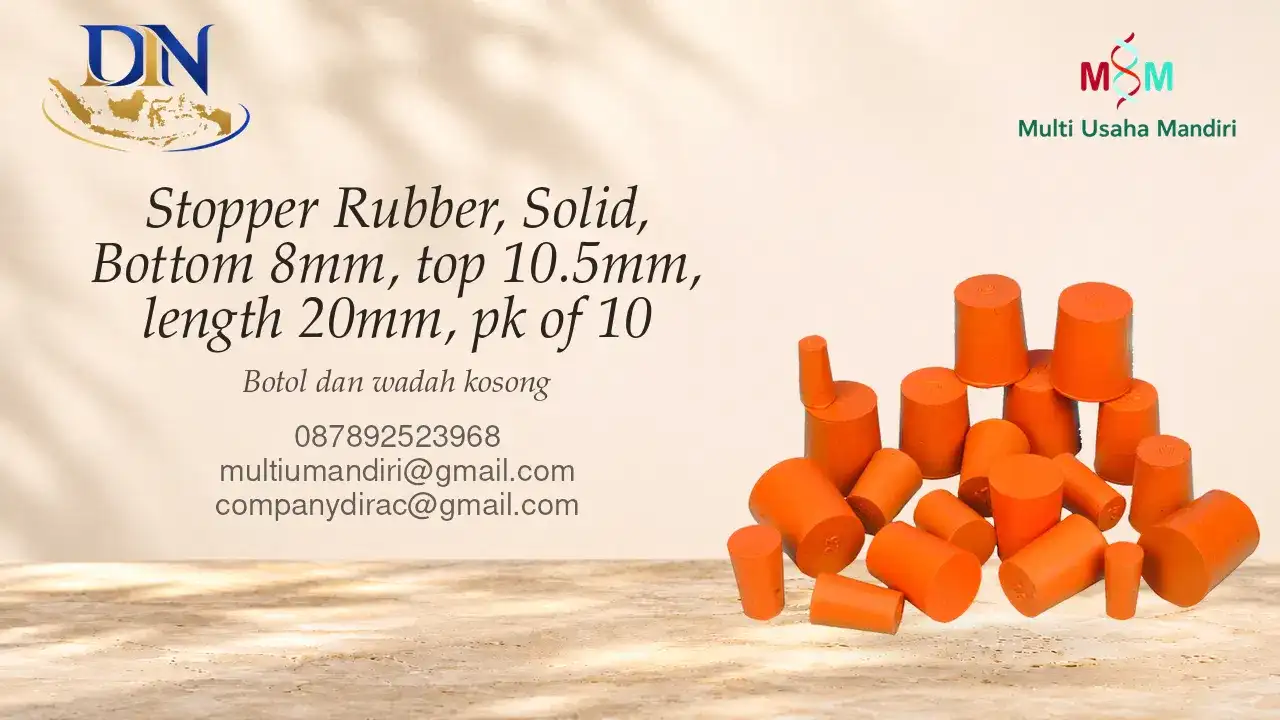 DIN
M M
Multi Usaha Mandiri
Stopper Rubber, Solid,
Bottom 8mm, top 10.5mm,
length 20mm, pk of 10
Botol dan wadah kosong
087892523968
multiumandiri@gmail.com
companydirac@gmail.com